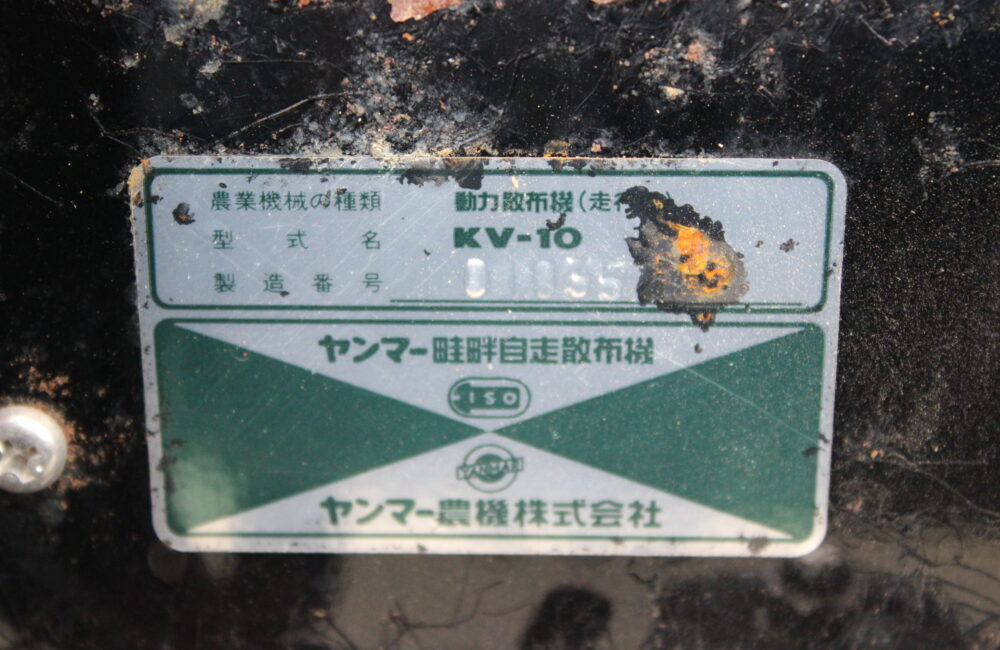 農業機械の種類 動力散布機(走行
型式名 KV-10
製造番号
ヤンマー畦畔自走散布機
ISO
YANMAR
ヤンマー農機株式会社